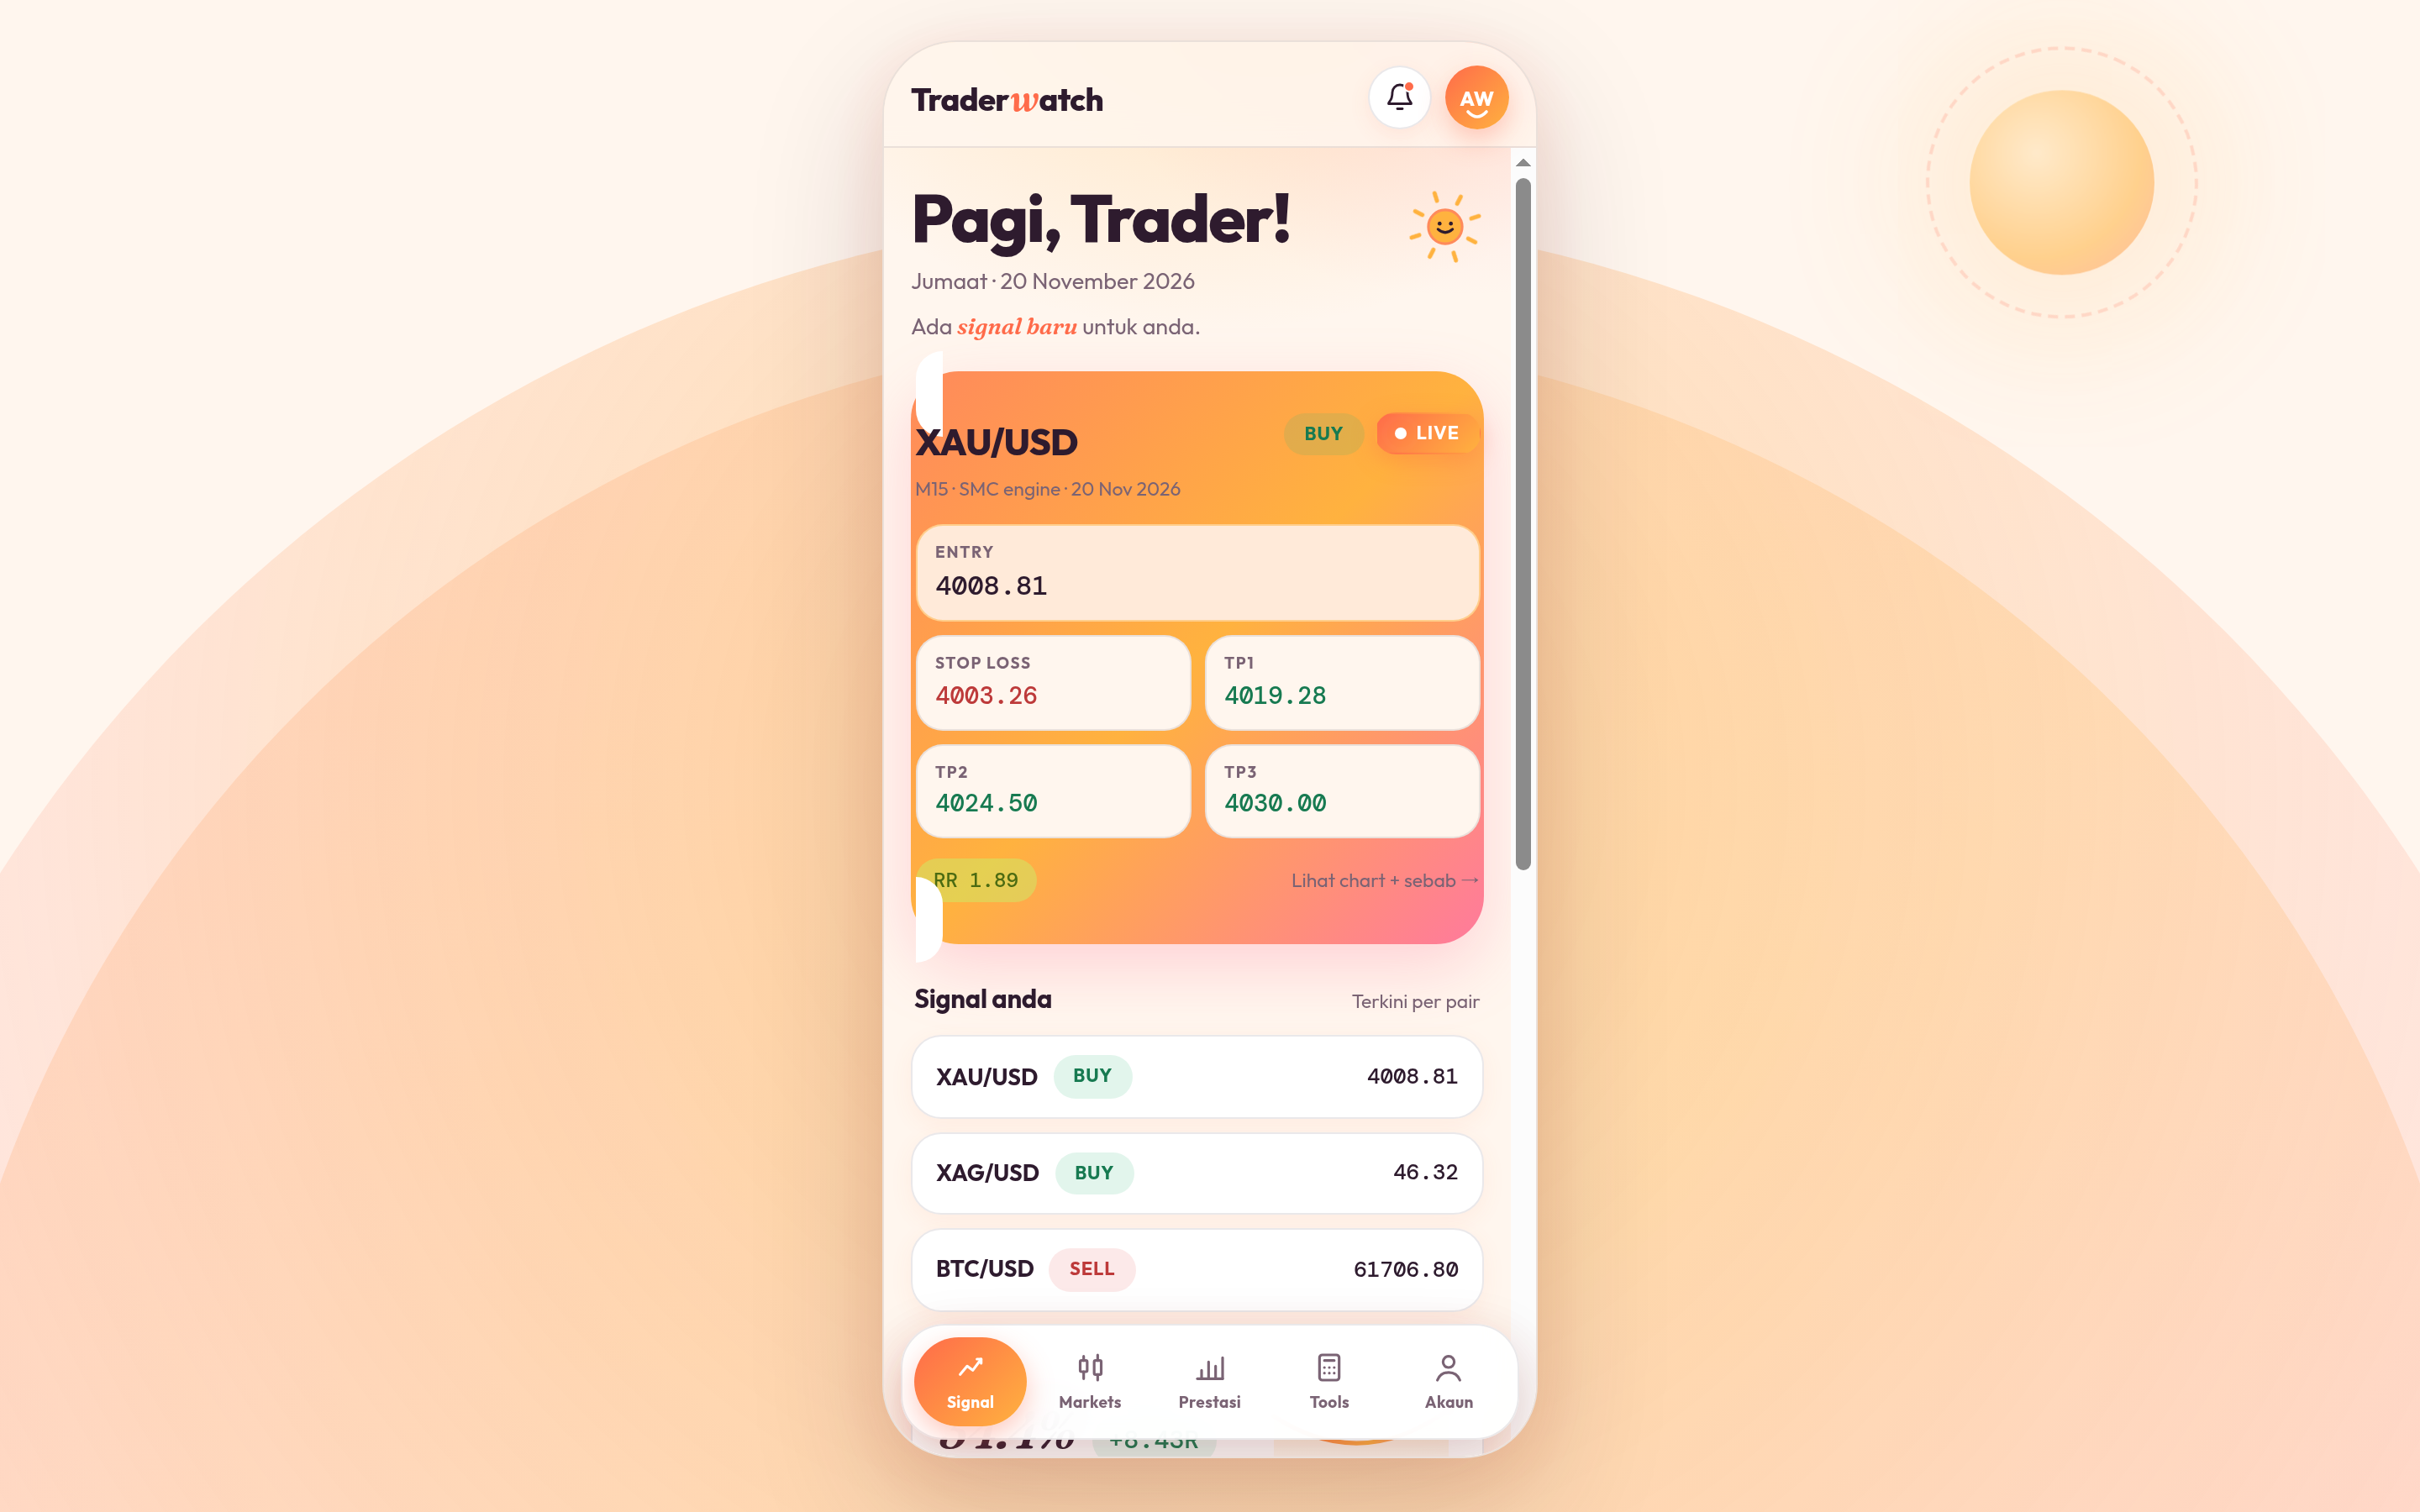 Traderwatch
AW
Pagi, Trader!
Jumaat · 20 November 2026
Ada signal baru untuk anda.
XAU/USD
BUY
LIVE
M15 · SMC engine · 20 Nov 2026
ENTRY
4008.81
STOP LOSS
4003.26
TP1
4019.28
TP2
4024.50
TP3
4030.00
RR 1.89
Lihat chart + sebab →
Signal anda
Terkini per pair
XAU/USD
BUY
4008.81
XAG/USD
BUY
46.32
BTC/USD
SELL
61706.80
Signal
Markets
Prestasi
Tools
Akaun